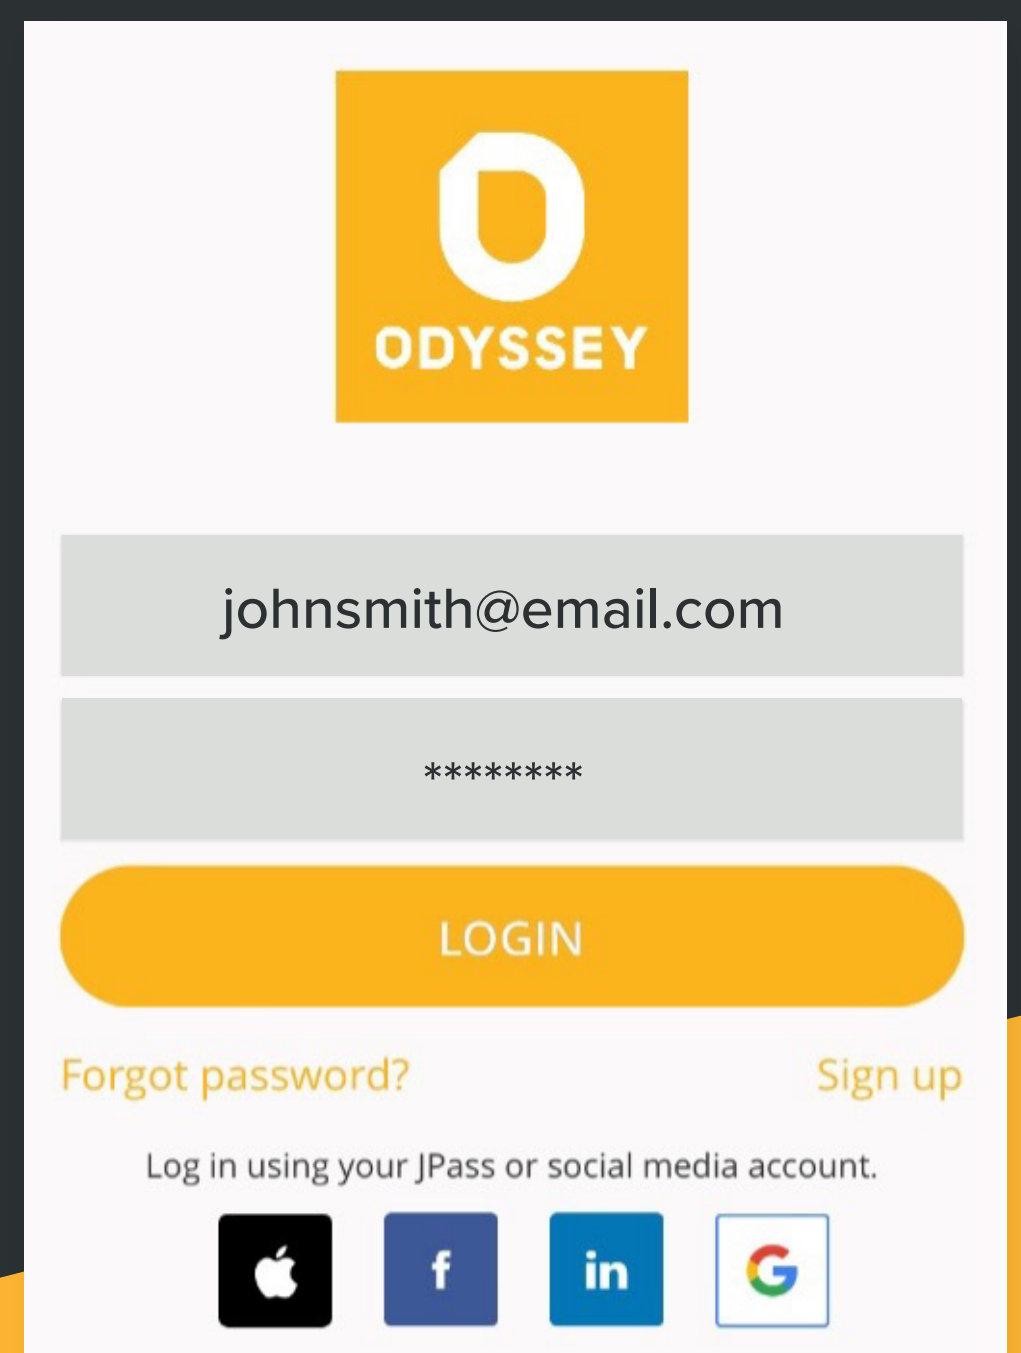 ODYSSEY
johnsmith@email.com
********
LOGIN
Forgot password? Sign up
Log in using your JPass or social media account.
f in G